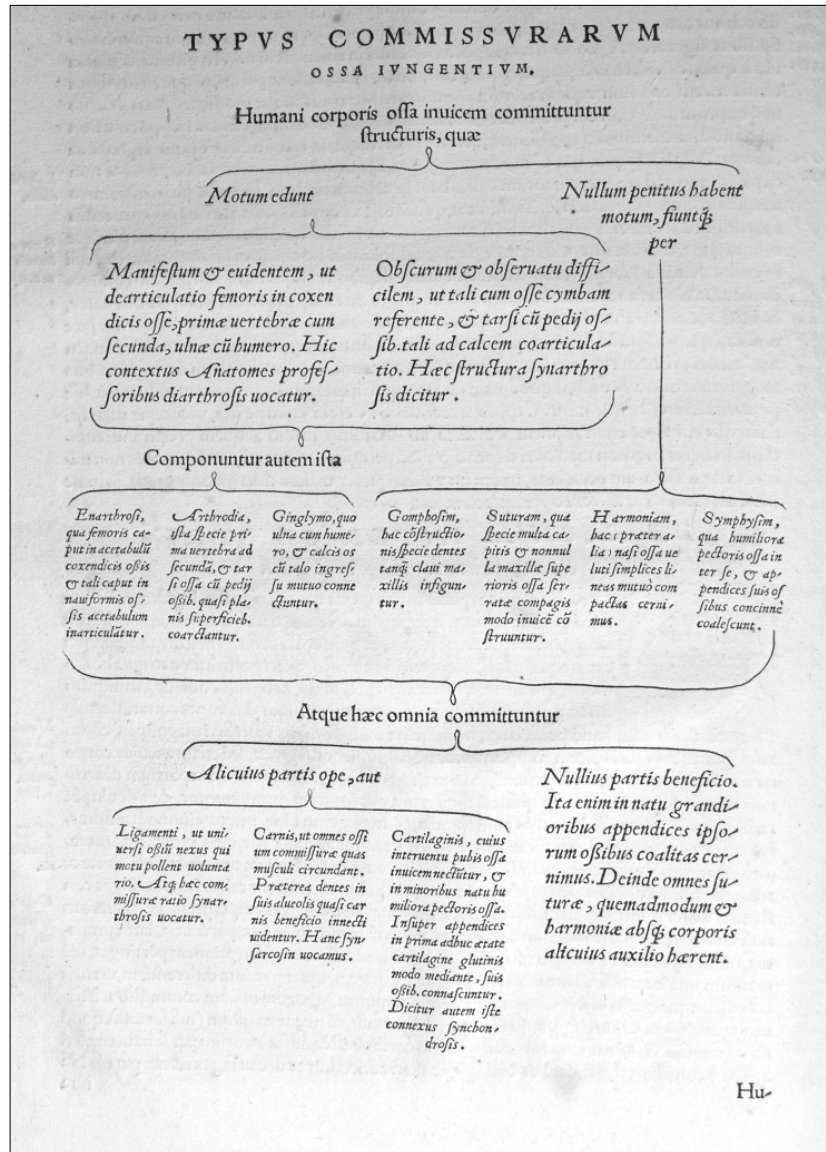 TYPVS COMMISSVRARVM
OSSA IVNGENTIVM.
Humani corporis ossa inuicem committuntur
structuris, quæ
Motum edunt
Nullum penitus habent
motum, fiuntq́;
per
Manifestum & euidentem, ut
dearticulatio femoris in coxen
dicis osse, primæ uertebræ cum
secunda, ulnæ cũ humero. Hic
contextus Anatomes profes-
soribus diarthrosis uocatur.
Obscurum & obseruatu diffi-
cilem, ut tali cum osse cymbam
referente, & tarsi cũ pedij os-
sib. tali ad calcem coarticula-
tio. Hæc structura synarthro
sis dicitur.
Componuntur autem ista
Enarthrosi,
qua femoris ca-
put in acetabulũ
coxendicis oßis
& tali caput in
nauiformis os-
sis acetabulum
inarticulãtur.
Arthrodia,
ista specie pri-
ma uertebra ad
secundã, & tar
si ossa cũ pedij
oßib. quasi pla-
nis superficieb.
coarctantur.
Ginglymo, quo
ulna cum hume-
ro, & calcis os
cũ talo ingres-
su mutuo conne
ctuntur.
Gomphosim,
hac cõstructio-
nis specie dentes
tanq̃ claui ma-
xillis infigun-
tur.
Suturam, qua
specie multa ca-
pitis & nonnul
la maxillæ supe
rioris ossa ser-
ratæ compagis
modo inuicẽ cõ
struuntur.
Harmoniam,
hac (præter a-
lia) nasi ossa ue
luti simplices li-
neas mutuò com
pactas cerni-
mus.
Symphysim,
qua humiliora
pectoris ossa in
ter se, & ap-
pendices suis of
sibus concinnè
coalescunt.
Atque hæc omnia committuntur
Alicuius partis ope, aut
Nullius partis beneficio.
Ita enim in natu grandi-
oribus appendices ipso-
rum oßibus coalitas cer-
nimus. Deinde omnes su-
turæ, quemadmodum &
harmoniæ absq; corporis
alicuius auxilio hærent.
Ligamenti, ut uni-
uersi oßiũ nexus qui
motu pollent uolunta
rio. Atq; hæc com-
missuræ ratio synar-
throsis uocatur.
Carnis, ut omnes ossi
um commissuræ quas
musculi circundant.
Præterea dentes in
suis alueolis quasi car
nis beneficio innecti
uidentur. Hanc syn-
sarcosin uocamus.
Cartilaginis, cuius
interuentu pubis ossa
inuicem nectũtur, &
in minoribus natu hu
miliora pectoris ossa.
Insuper appendices
in prima adhuc ætate
cartilagine glutinis
modo mediante, suis
oßib. connascuntur.
Dicitur autem iste
connexus synchon-
drosis.
Hu-